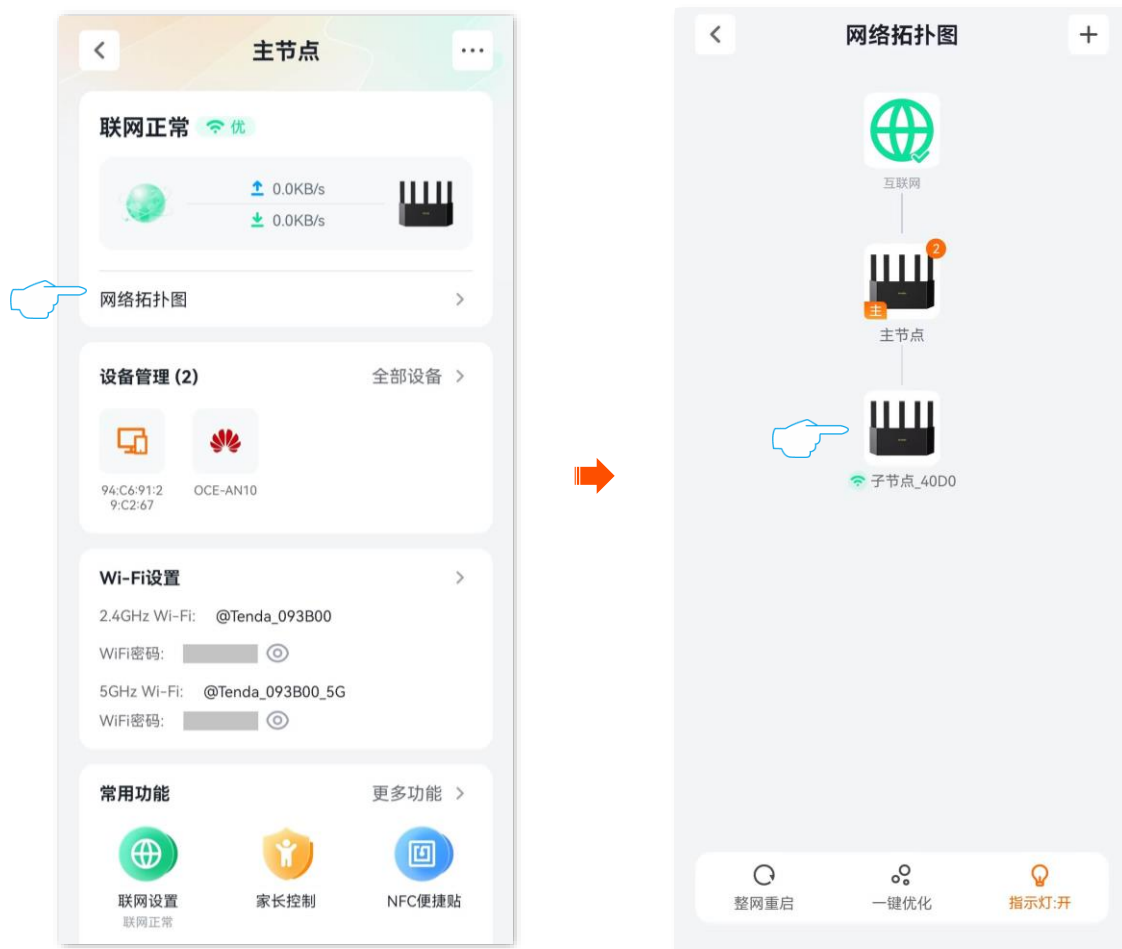 主节点
联网正常 优
0.0KB/s
0.0KB/s
网络拓扑图
设备管理 (2)
全部设备
94:C6:91:2
9:C2:67
OCE-AN10
Wi-Fi设置
2.4GHz Wi-Fi: @Tenda_093B00
WiFi密码:
5GHz Wi-Fi: @Tenda_093B00_5G
WiFi密码:
常用功能
更多功能
联网设置
联网正常
家长控制
NFC便捷贴
网络拓扑图
互联网
2
主
主节点
子节点_40D0
整网重启
一键优化
指示灯:开